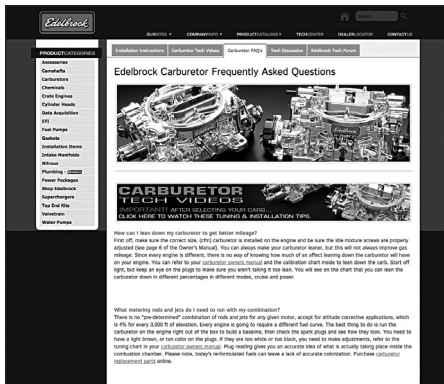 Edelbrock
search
OURSITES COMPANYINFO PRODUCTCATALOGS TECHCENTER DEALERLOCATOR CONTACTUS
PRODUCTCATEGORIES
Accessories
Camshafts
Carburetors
Chemicals
Crate Engines
Cylinder Heads
Data Acquisition
EFI
Fuel Pumps
Gaskets
Installation Items
Intake Manifolds
Nitrous
Plumbing -
Power Packages
Shop Edelbrock
Superchargers
Top End Kits
Valvetrain
Water Pumps
Installation Instructions Carburetor Tech Videos Carburetor FAQ's Tech Discussion Edelbrock Tech Forum
Edelbrock Carburetor Frequently Asked Questions
Edelbrock
CARBURETOR
TECH VIDEOS
(IMPORTANT) AFTER SELECTING YOUR CARB...
CLICK HERE TO WATCH THESE TUNING & INSTALLATION TIPS.
How can I lean down my carburetor to get better mileage?
First off, make sure the correct size, (cfm) carburetor is installed on the engine and be sure the idle mixture screws are properly
adjusted (see page 6 of the Owner's Manual). You can always make your carburetor leaner, but this will not always improve gas
mileage. Since every engine is different, there is no way of knowing how much of an affect leaning down the carburetor will have
on your engine. You can refer to your carburetor owners manual and the calibration chart inside to lean down the carb. Start off
light, but keep an eye on the plugs to make sure you aren't taking it too lean. You will see on the chart that you can lean the
carburetor down in different percentages in different modes, cruise and power.
What metering rods and jets do I need to run with my combination?
There is no "pre-determined" combination of rods and jets for any given motor, accept for altitude corrective applications, which
is 4% for every 3,000 ft of elevation. Every engine is going to require a different fuel curve. The best thing to do is run the
carburetor on the engine right out of the box to build a baseline, then check the spark plugs and see how they look. You need to
have a light brown, or tan color on the plugs. If they are too white or too black, you need to make adjustments, refer to the
tuning chart in your carburetor owners manual. Plug reading gives you an accurate idea of what is actually taking place inside the
combustion chamber. Please note, today's re-formulated fuels can leave a lack of accurate colorization. Purchase carburetor
replacement parts online.